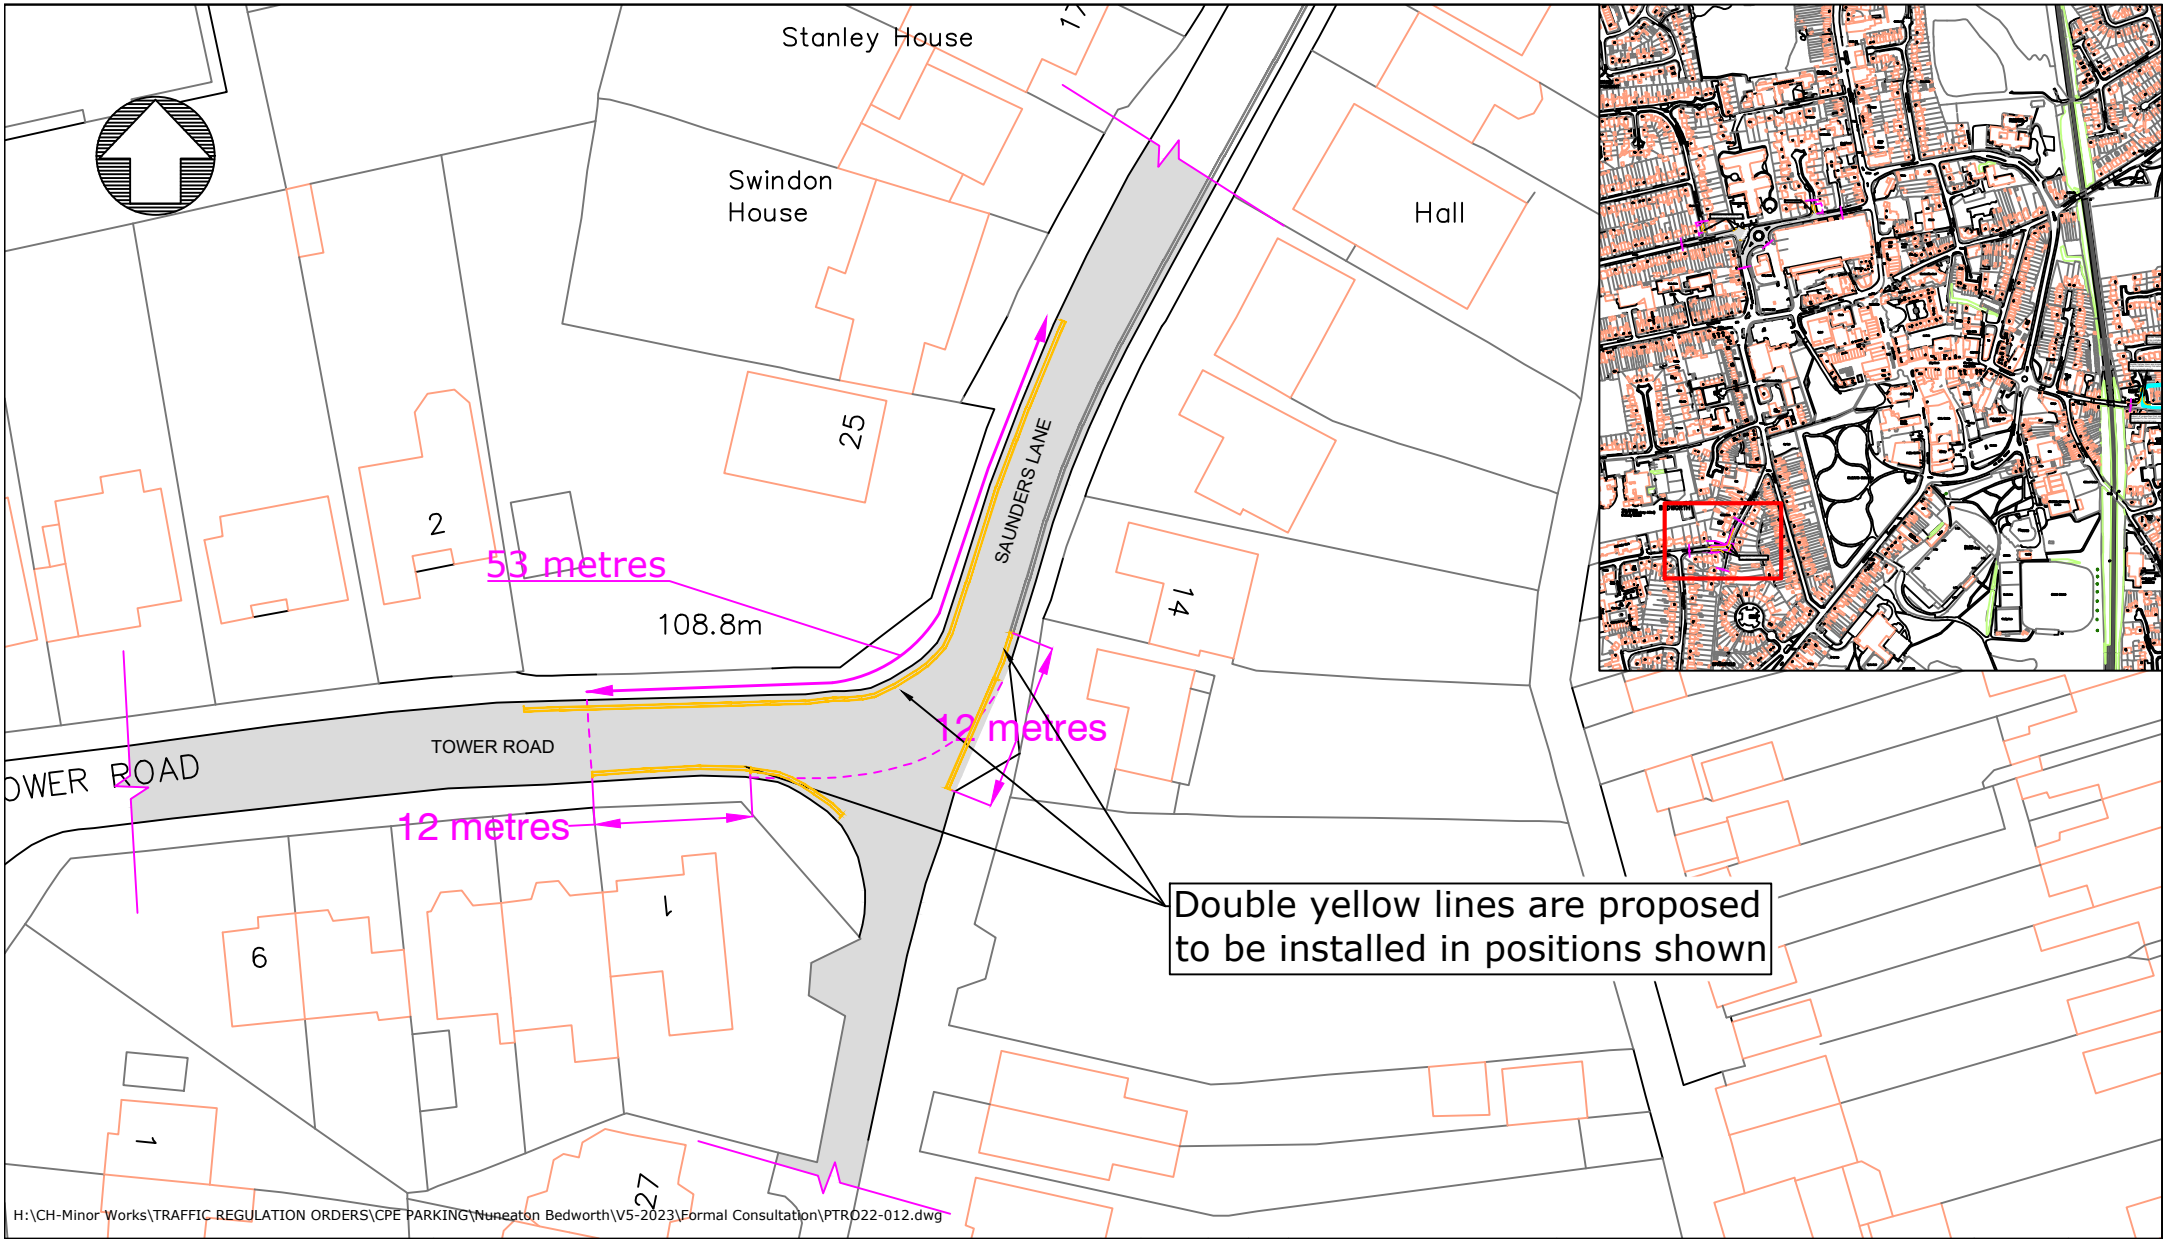 Stanley House
17
Swindon
House
Hall
25
SAUNDERS LANE
2
53 metres
14
108.8m
12 metres
TOWER ROAD
OWER ROAD
12 metres
1
Double yellow lines are proposed
to be installed in positions shown
6
1
27
H:\CH-Minor Works\TRAFFIC REGULATION ORDERS\CPE PARKING\Nuneaton Bedworth\V5-2023\Formal Consultation\PTRO22-012.dwg